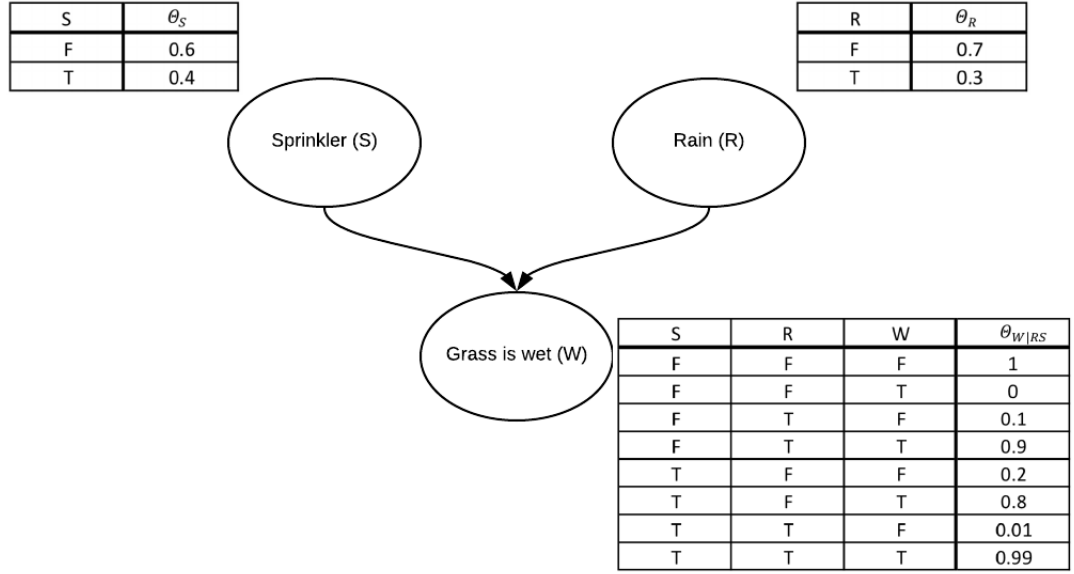 S Θ_S
F 0.6
T 0.4
R Θ_R
F 0.7
T 0.3
Sprinkler (S)
Rain (R)
Grass is wet (W)
S R W Θ_{W|RS}
F F F 1
F F T 0
F T F 0.1
F T T 0.9
T F F 0.2
T F T 0.8
T T F 0.01
T T T 0.99